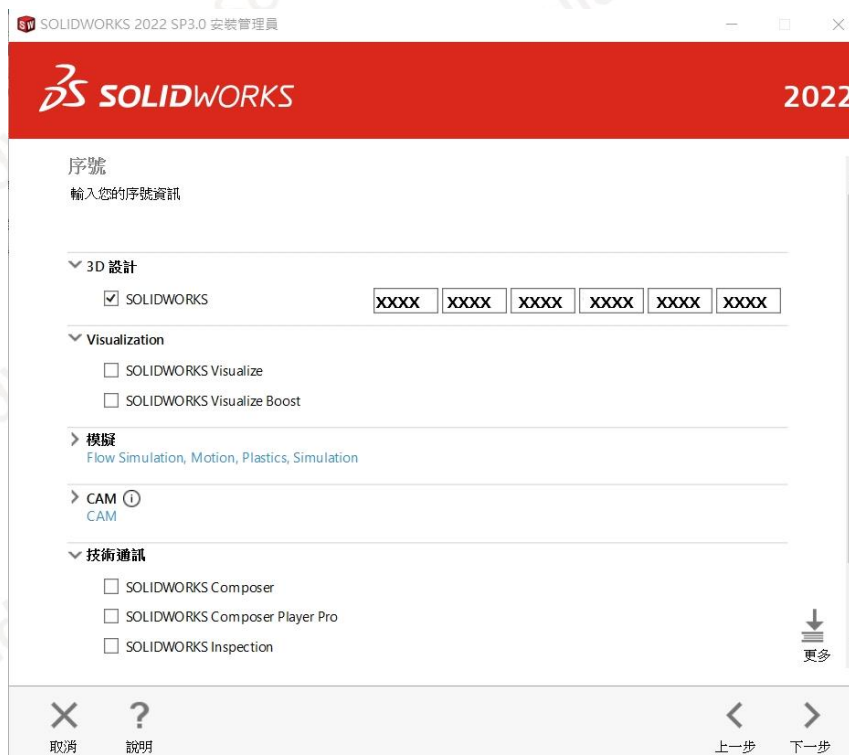 SW SOLIDWORKS 2022 SP3.0 安裝管理員
3S SOLIDWORKS 2022
序號
輸入您的序號資訊
3D 設計
SOLIDWORKS XXXX XXXX XXXX XXXX XXXX XXXX
Visualization
SOLIDWORKS Visualize
SOLIDWORKS Visualize Boost
模擬
Flow Simulation, Motion, Plastics, Simulation
CAM i
CAM
技術通訊
SOLIDWORKS Composer
SOLIDWORKS Composer Player Pro
SOLIDWORKS Inspection
更多
? 
取消 說明 上一步 下一步